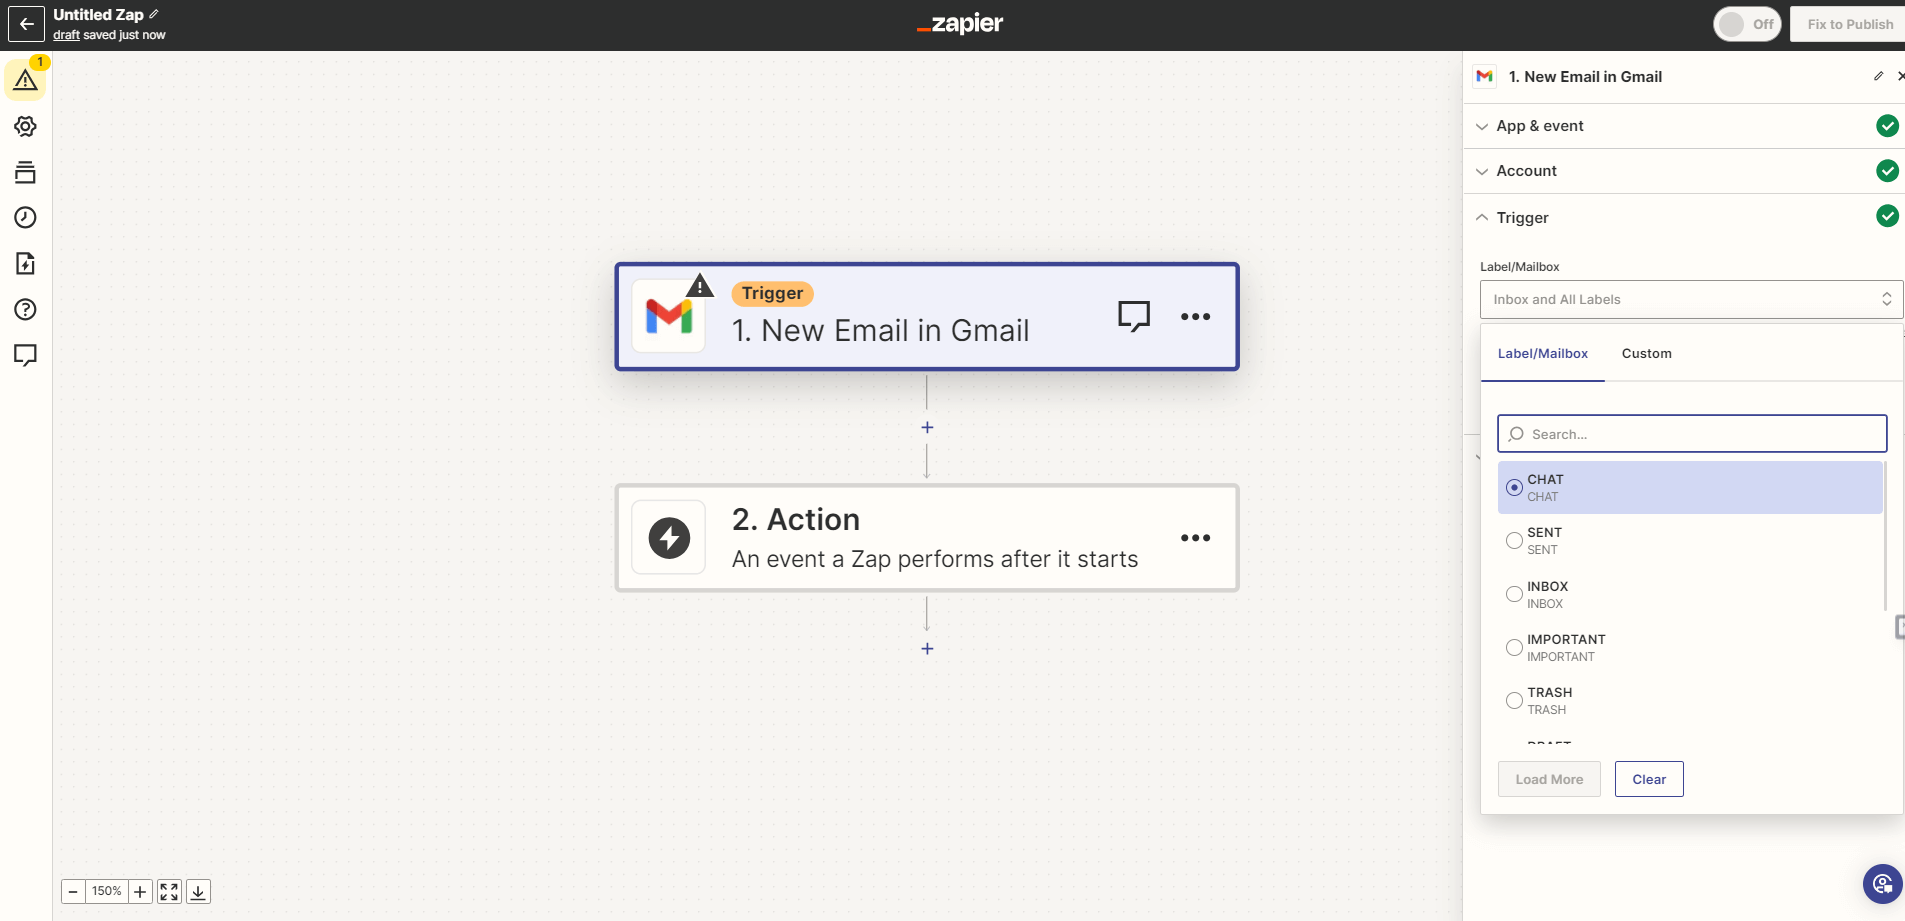 Untitled Zap
draft saved just now
zapier
Off
Fix to Publish
1
1. New Email in Gmail
App & event
Account
Trigger
Label/Mailbox
Inbox and All Labels
Label/Mailbox
Custom
Search...
CHAT
CHAT
SENT
SENT
INBOX
INBOX
IMPORTANT
IMPORTANT
TRASH
TRASH
DRAFT
Load More
Clear
Trigger
1. New Email in Gmail
2. Action
An event a Zap performs after it starts
150%